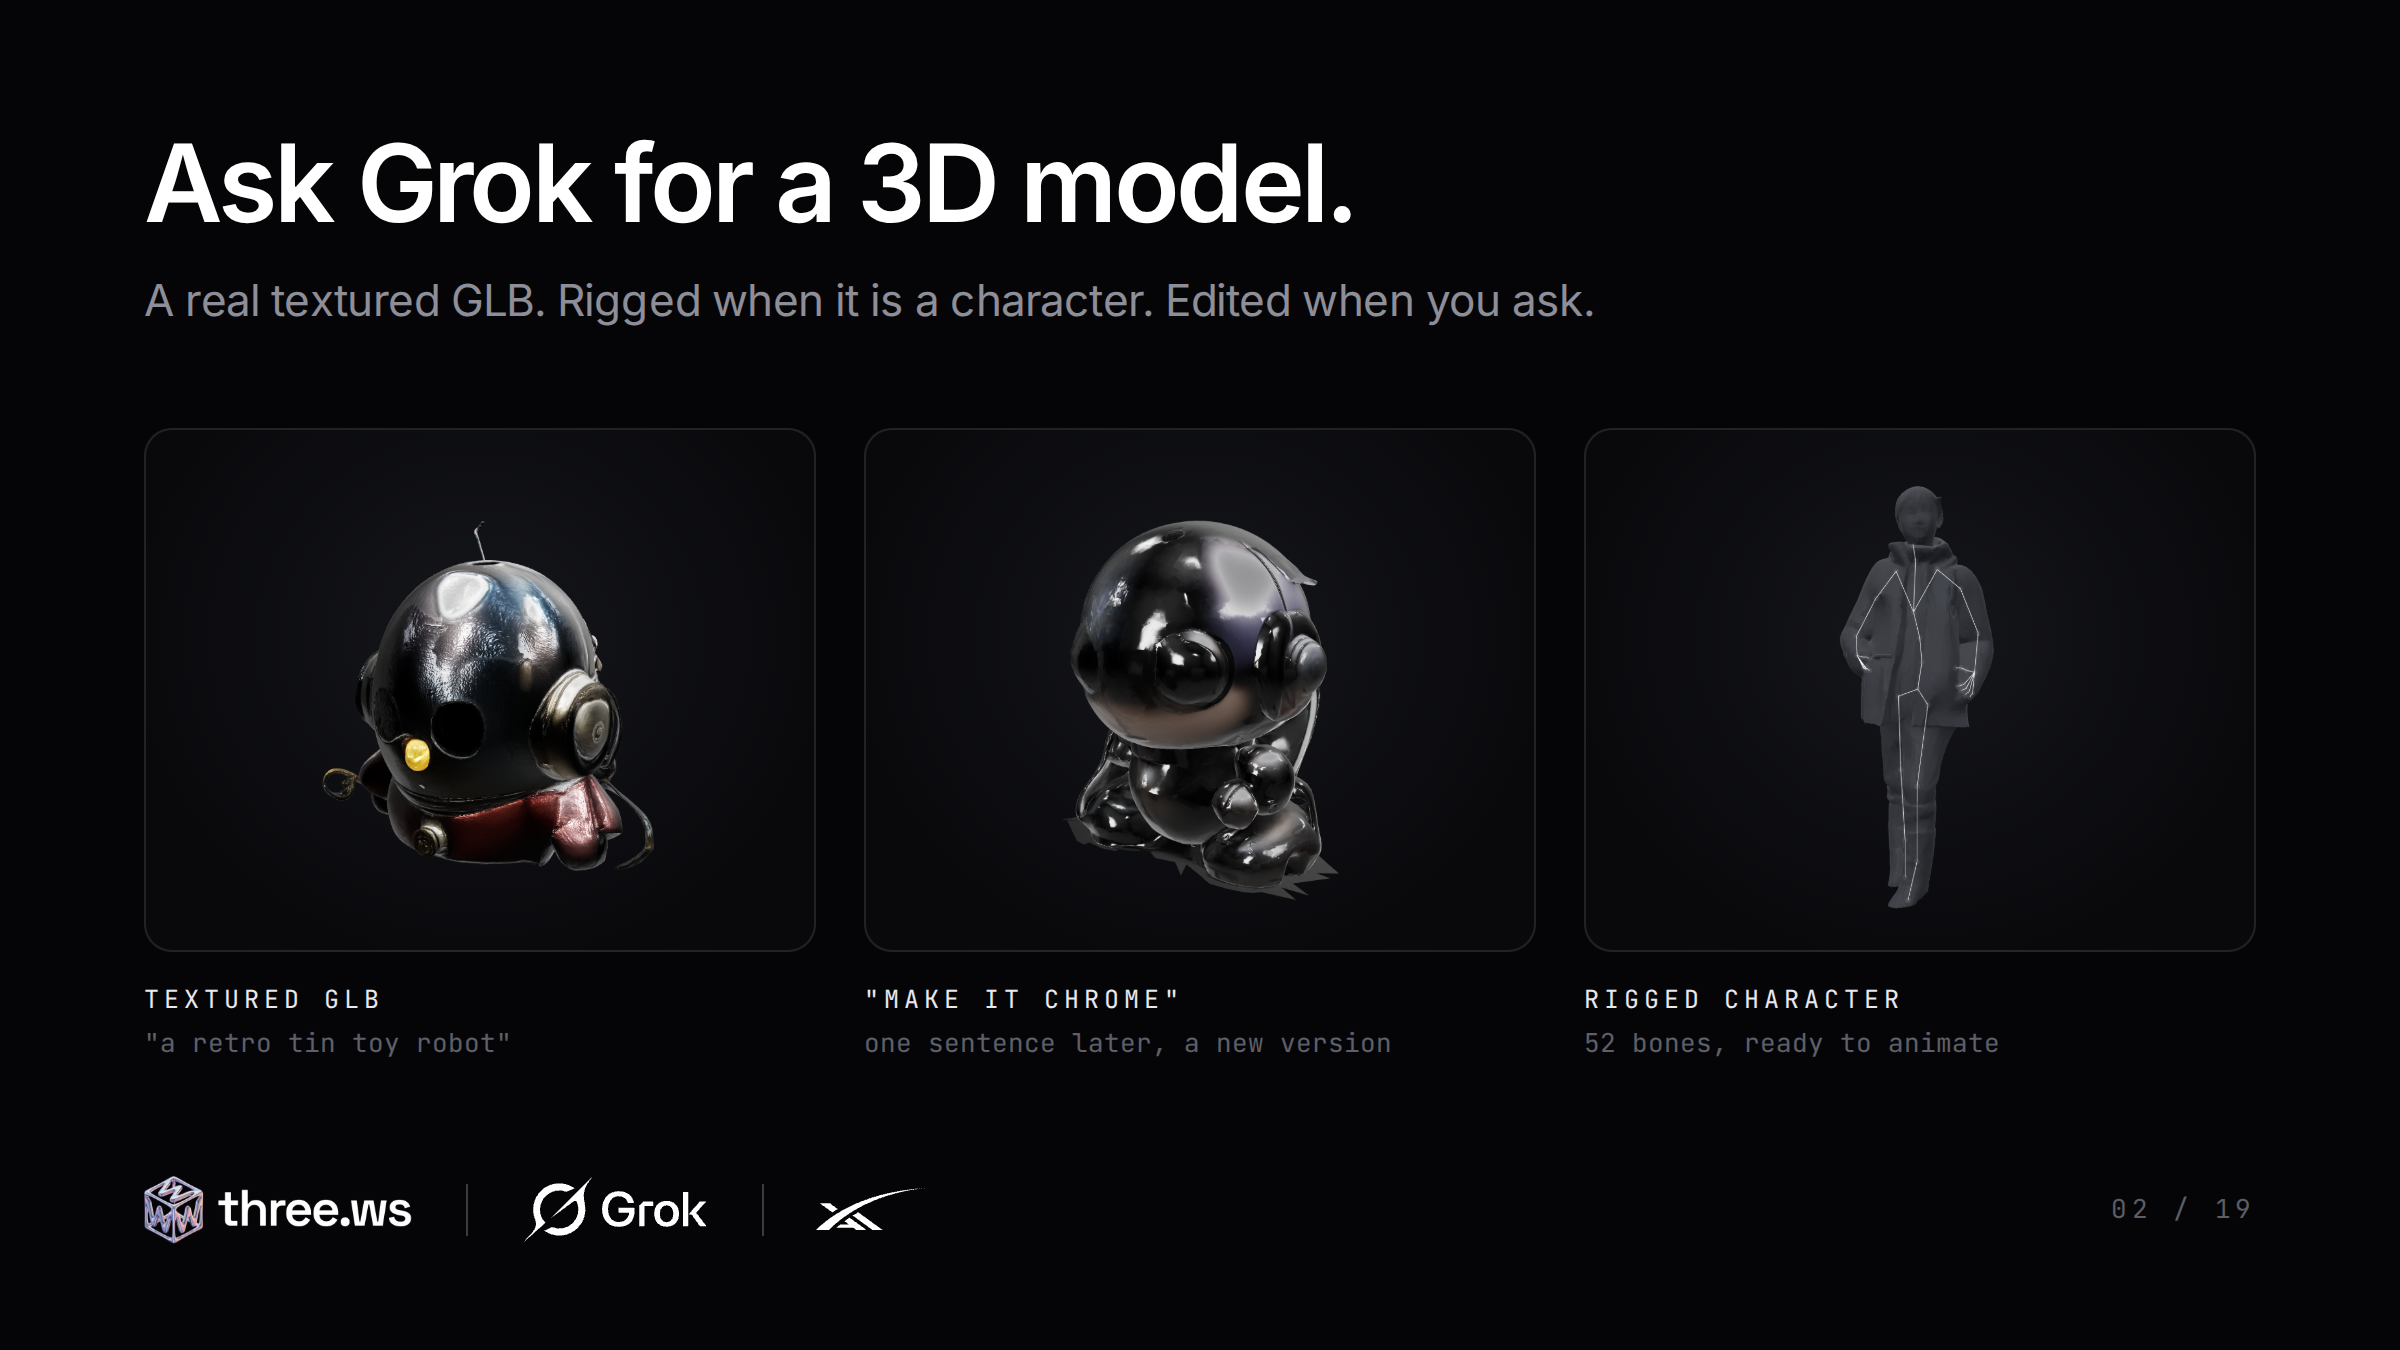 Ask Grok for a 3D model.
A real textured GLB. Rigged when it is a character. Edited when you ask.
TEXTURED GLB
"a retro tin toy robot"
"MAKE IT CHROME"
one sentence later, a new version
RIGGED CHARACTER
52 bones, ready to animate
three.ws
Grok
02 / 19